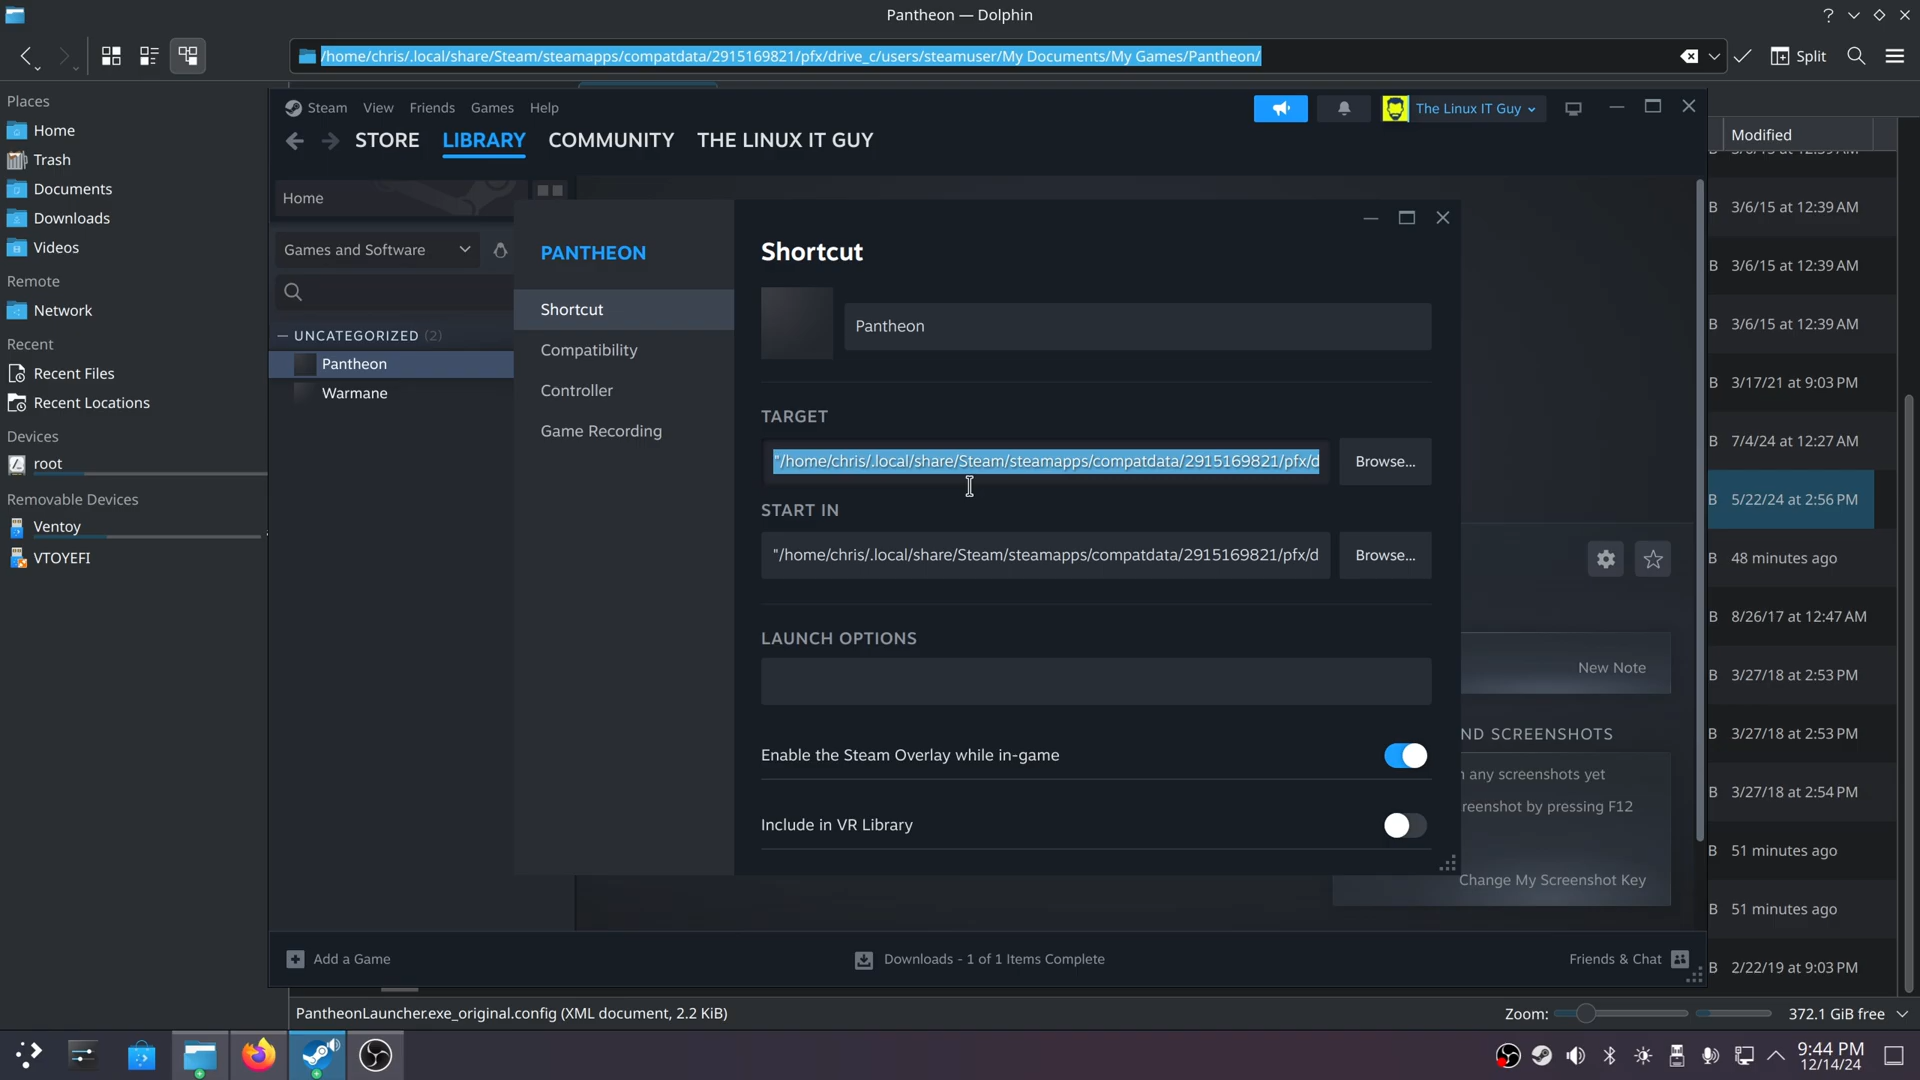 Pantheon — Dolphin
/home/chris/.local/share/Steam/steamapps/compatdata/2915169821/pfx/drive_c/users/steamuser/My Documents/My Games/Pantheon/
Split
Places
Home
Trash
Documents
Downloads
Videos
Remote
Network
Recent
Recent Files
Recent Locations
Devices
root
Removable Devices
Ventoy
VTOYEFI
Steam View Friends Games Help
The Linux IT Guy
STORE LIBRARY COMMUNITY THE LINUX IT GUY
Home
Games and Software
— UNCATEGORIZED (2)
Pantheon
Warmane
PANTHEON
Shortcut
Compatibility
Controller
Game Recording
Shortcut
Pantheon
TARGET
"/home/chris/.local/share/Steam/steamapps/compatdata/2915169821/pfx/d
Browse...
START IN
"/home/chris/.local/share/Steam/steamapps/compatdata/2915169821/pfx/d
Browse...
LAUNCH OPTIONS
Enable the Steam Overlay while in-game
Include in VR Library
New Note
ND SCREENSHOTS
any screenshots yet
reenshot by pressing F12
Change My Screenshot Key
Add a Game
Downloads - 1 of 1 Items Complete
Friends & Chat
Modified
B 3/6/15 at 12:39 AM
B 3/6/15 at 12:39 AM
B 3/6/15 at 12:39 AM
B 3/17/21 at 9:03 PM
B 7/4/24 at 12:27 AM
B 5/22/24 at 2:56 PM
B 48 minutes ago
B 8/26/17 at 12:47 AM
B 3/27/18 at 2:53 PM
B 3/27/18 at 2:53 PM
B 3/27/18 at 2:54 PM
B 51 minutes ago
B 51 minutes ago
B 2/22/19 at 9:03 PM
PantheonLauncher.exe_original.config (XML document, 2.2 KiB)
Zoom:
372.1 GiB free
9:44 PM
12/14/24